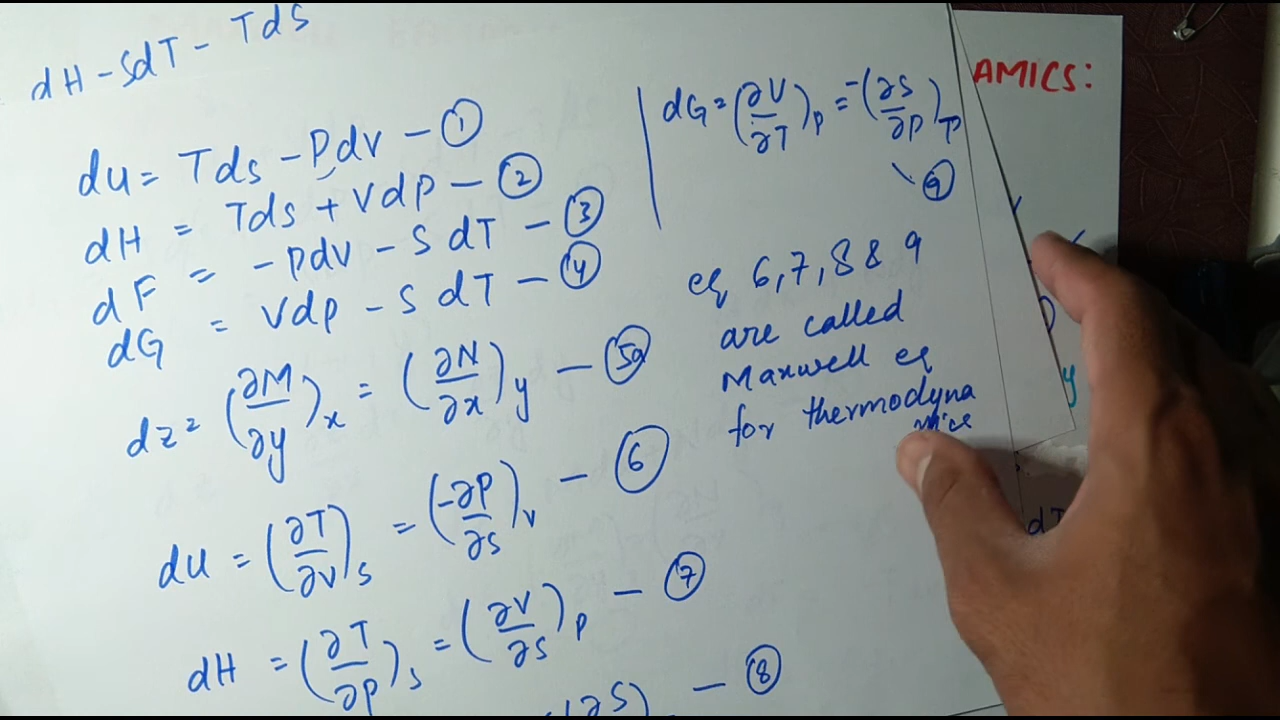 dH - SdT - TdS
dU = Tds - Pdv - ①
dH = Tds + Vdp - ②
dF = - pdv - S dT - ③
dG = Vdp - S dT - ④
dz = (∂M/∂y)x = (∂N/∂x)y - (5a)
dU = (∂T/∂v)s = (-∂P/∂s)v - ⑥
dH = (∂T/∂p)s = (∂V/∂s)p - ⑦
(∂S) - ⑧
dG = (∂V/∂T)p = -(∂S/∂p)T
⑨
eq 6, 7, 8 & 9
are called
Maxwell eq
for thermodyna
mics
AMICS:
y
dT